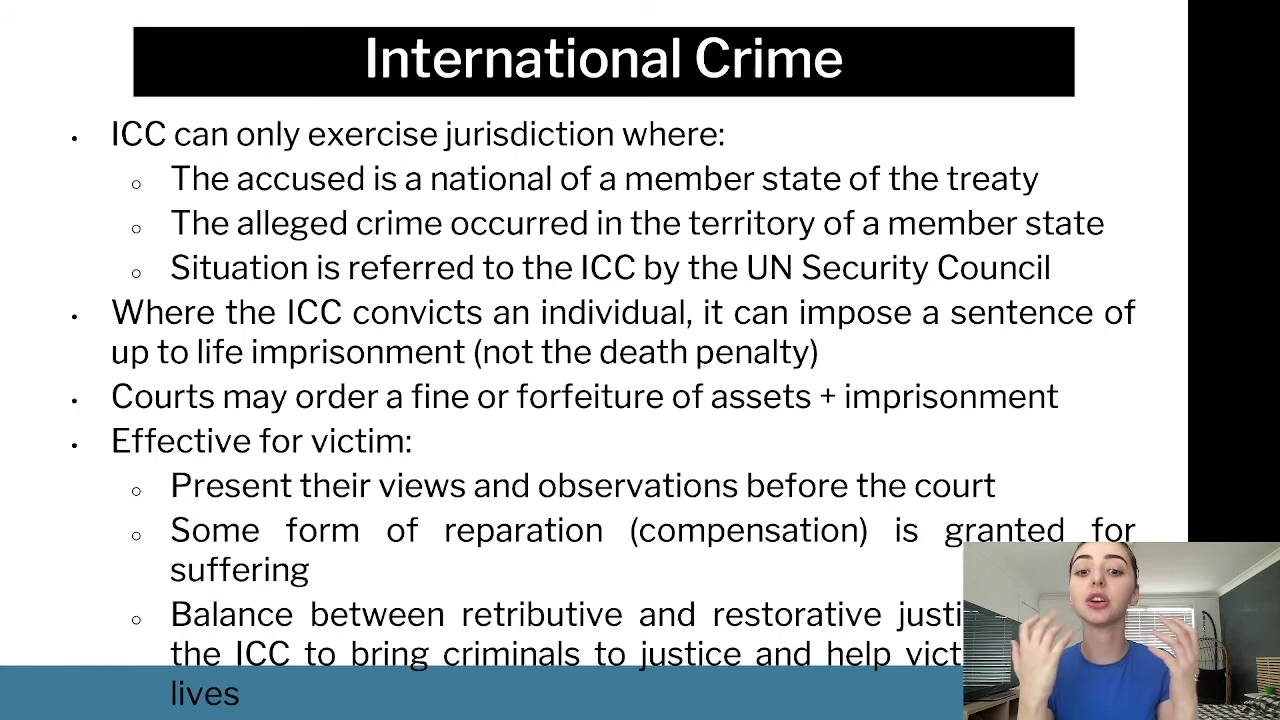 International Crime
• ICC can only exercise jurisdiction where:
○ The accused is a national of a member state of the treaty
○ The alleged crime occurred in the territory of a member state
○ Situation is referred to the ICC by the UN Security Council
• Where the ICC convicts an individual, it can impose a sentence of
up to life imprisonment (not the death penalty)
• Courts may order a fine or forfeiture of assets + imprisonment
• Effective for victim:
○ Present their views and observations before the court
○ Some form of reparation (compensation) is granted for
suffering
○ Balance between retributive and restorative
the ICC to bring criminals to justice and help
lives